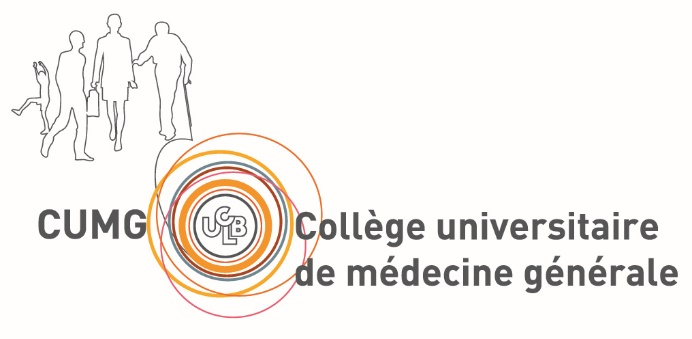 CUMG
UCLB
Collège universitaire
de médecine générale